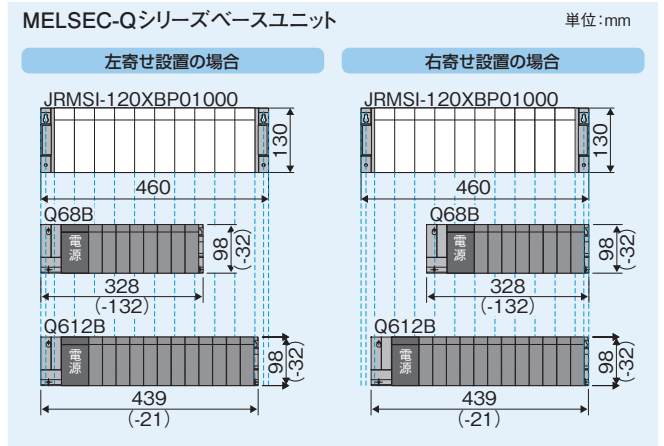 MELSEC-Qシリーズベースユニット
単位:mm
左寄せ設置の場合
右寄せ設置の場合
JRMSI-120XBP01000
130
460
Q68B
電源
98
(-32)
328
(-132)
Q612B
電源
98
(-32)
439
(-21)
JRMSI-120XBP01000
130
460
Q68B
電源
98
(-32)
328
(-132)
Q612B
電源
98
(-32)
439
(-21)